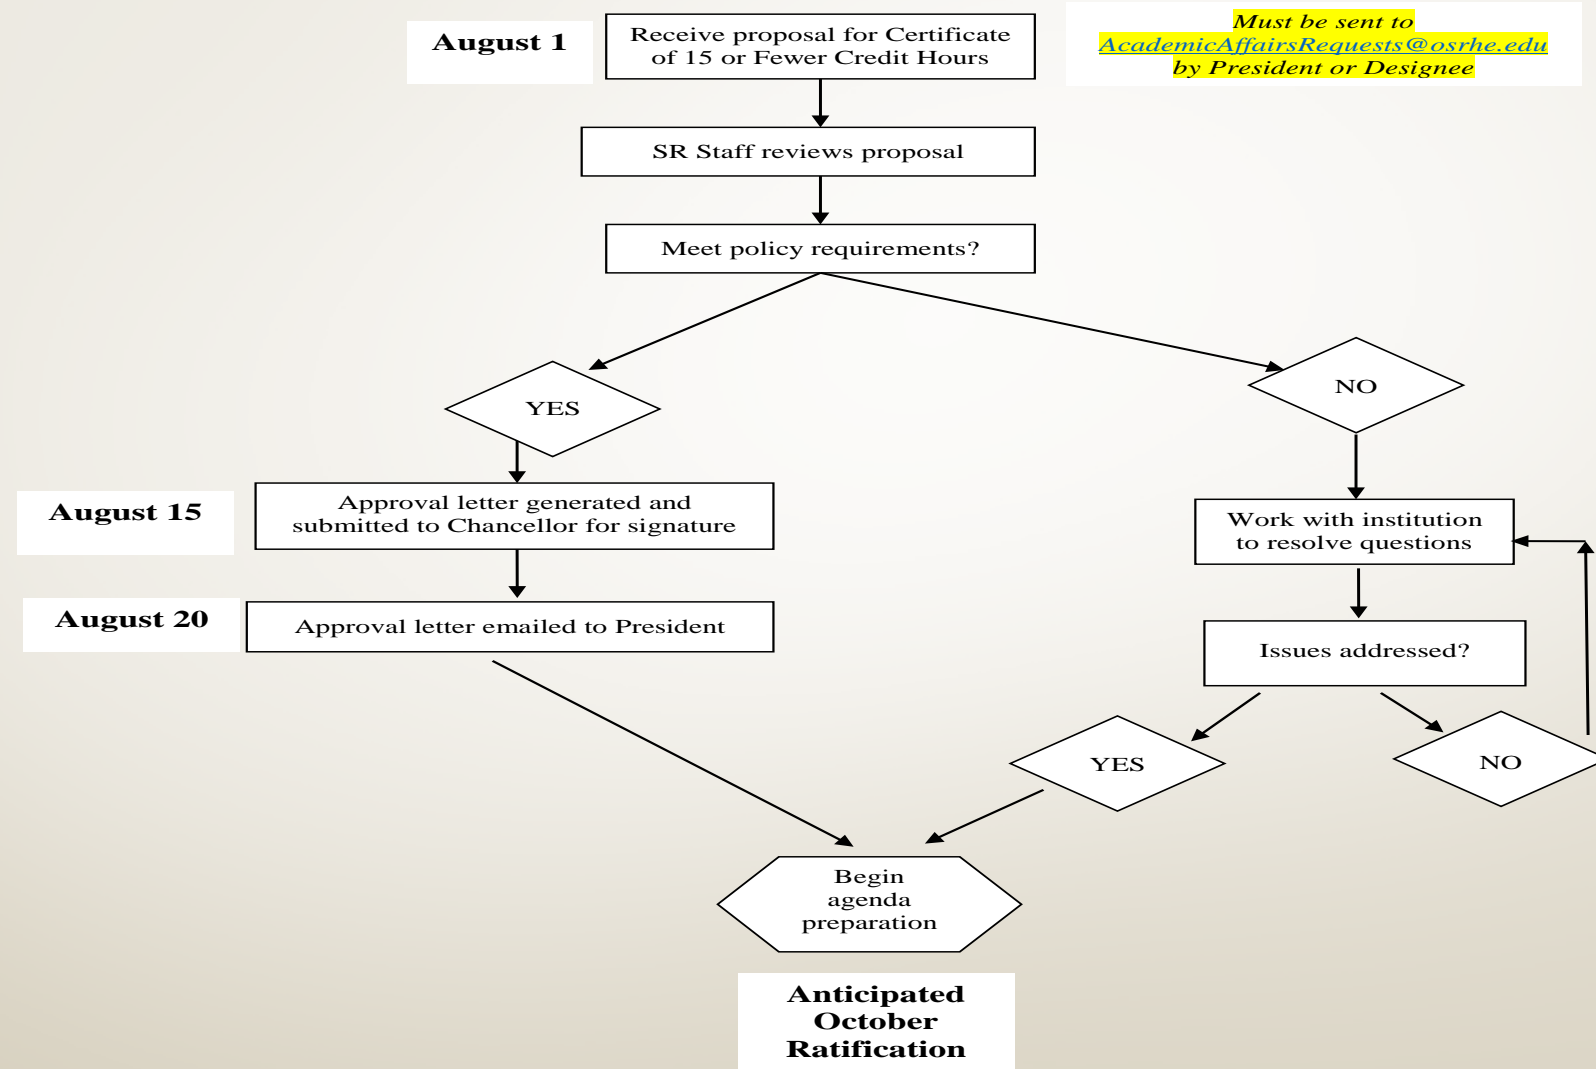 August 1
Receive proposal for Certificate
of 15 or Fewer Credit Hours
Must be sent to
AcademicAffairsRequests@osrhe.edu
by President or Designee
SR Staff reviews proposal
Meet policy requirements?
YES
NO
August 15
Approval letter generated and
submitted to Chancellor for signature
Work with institution
to resolve questions
August 20
Approval letter emailed to President
Issues addressed?
YES
NO
Begin
agenda
preparation
Anticipated
October
Ratification